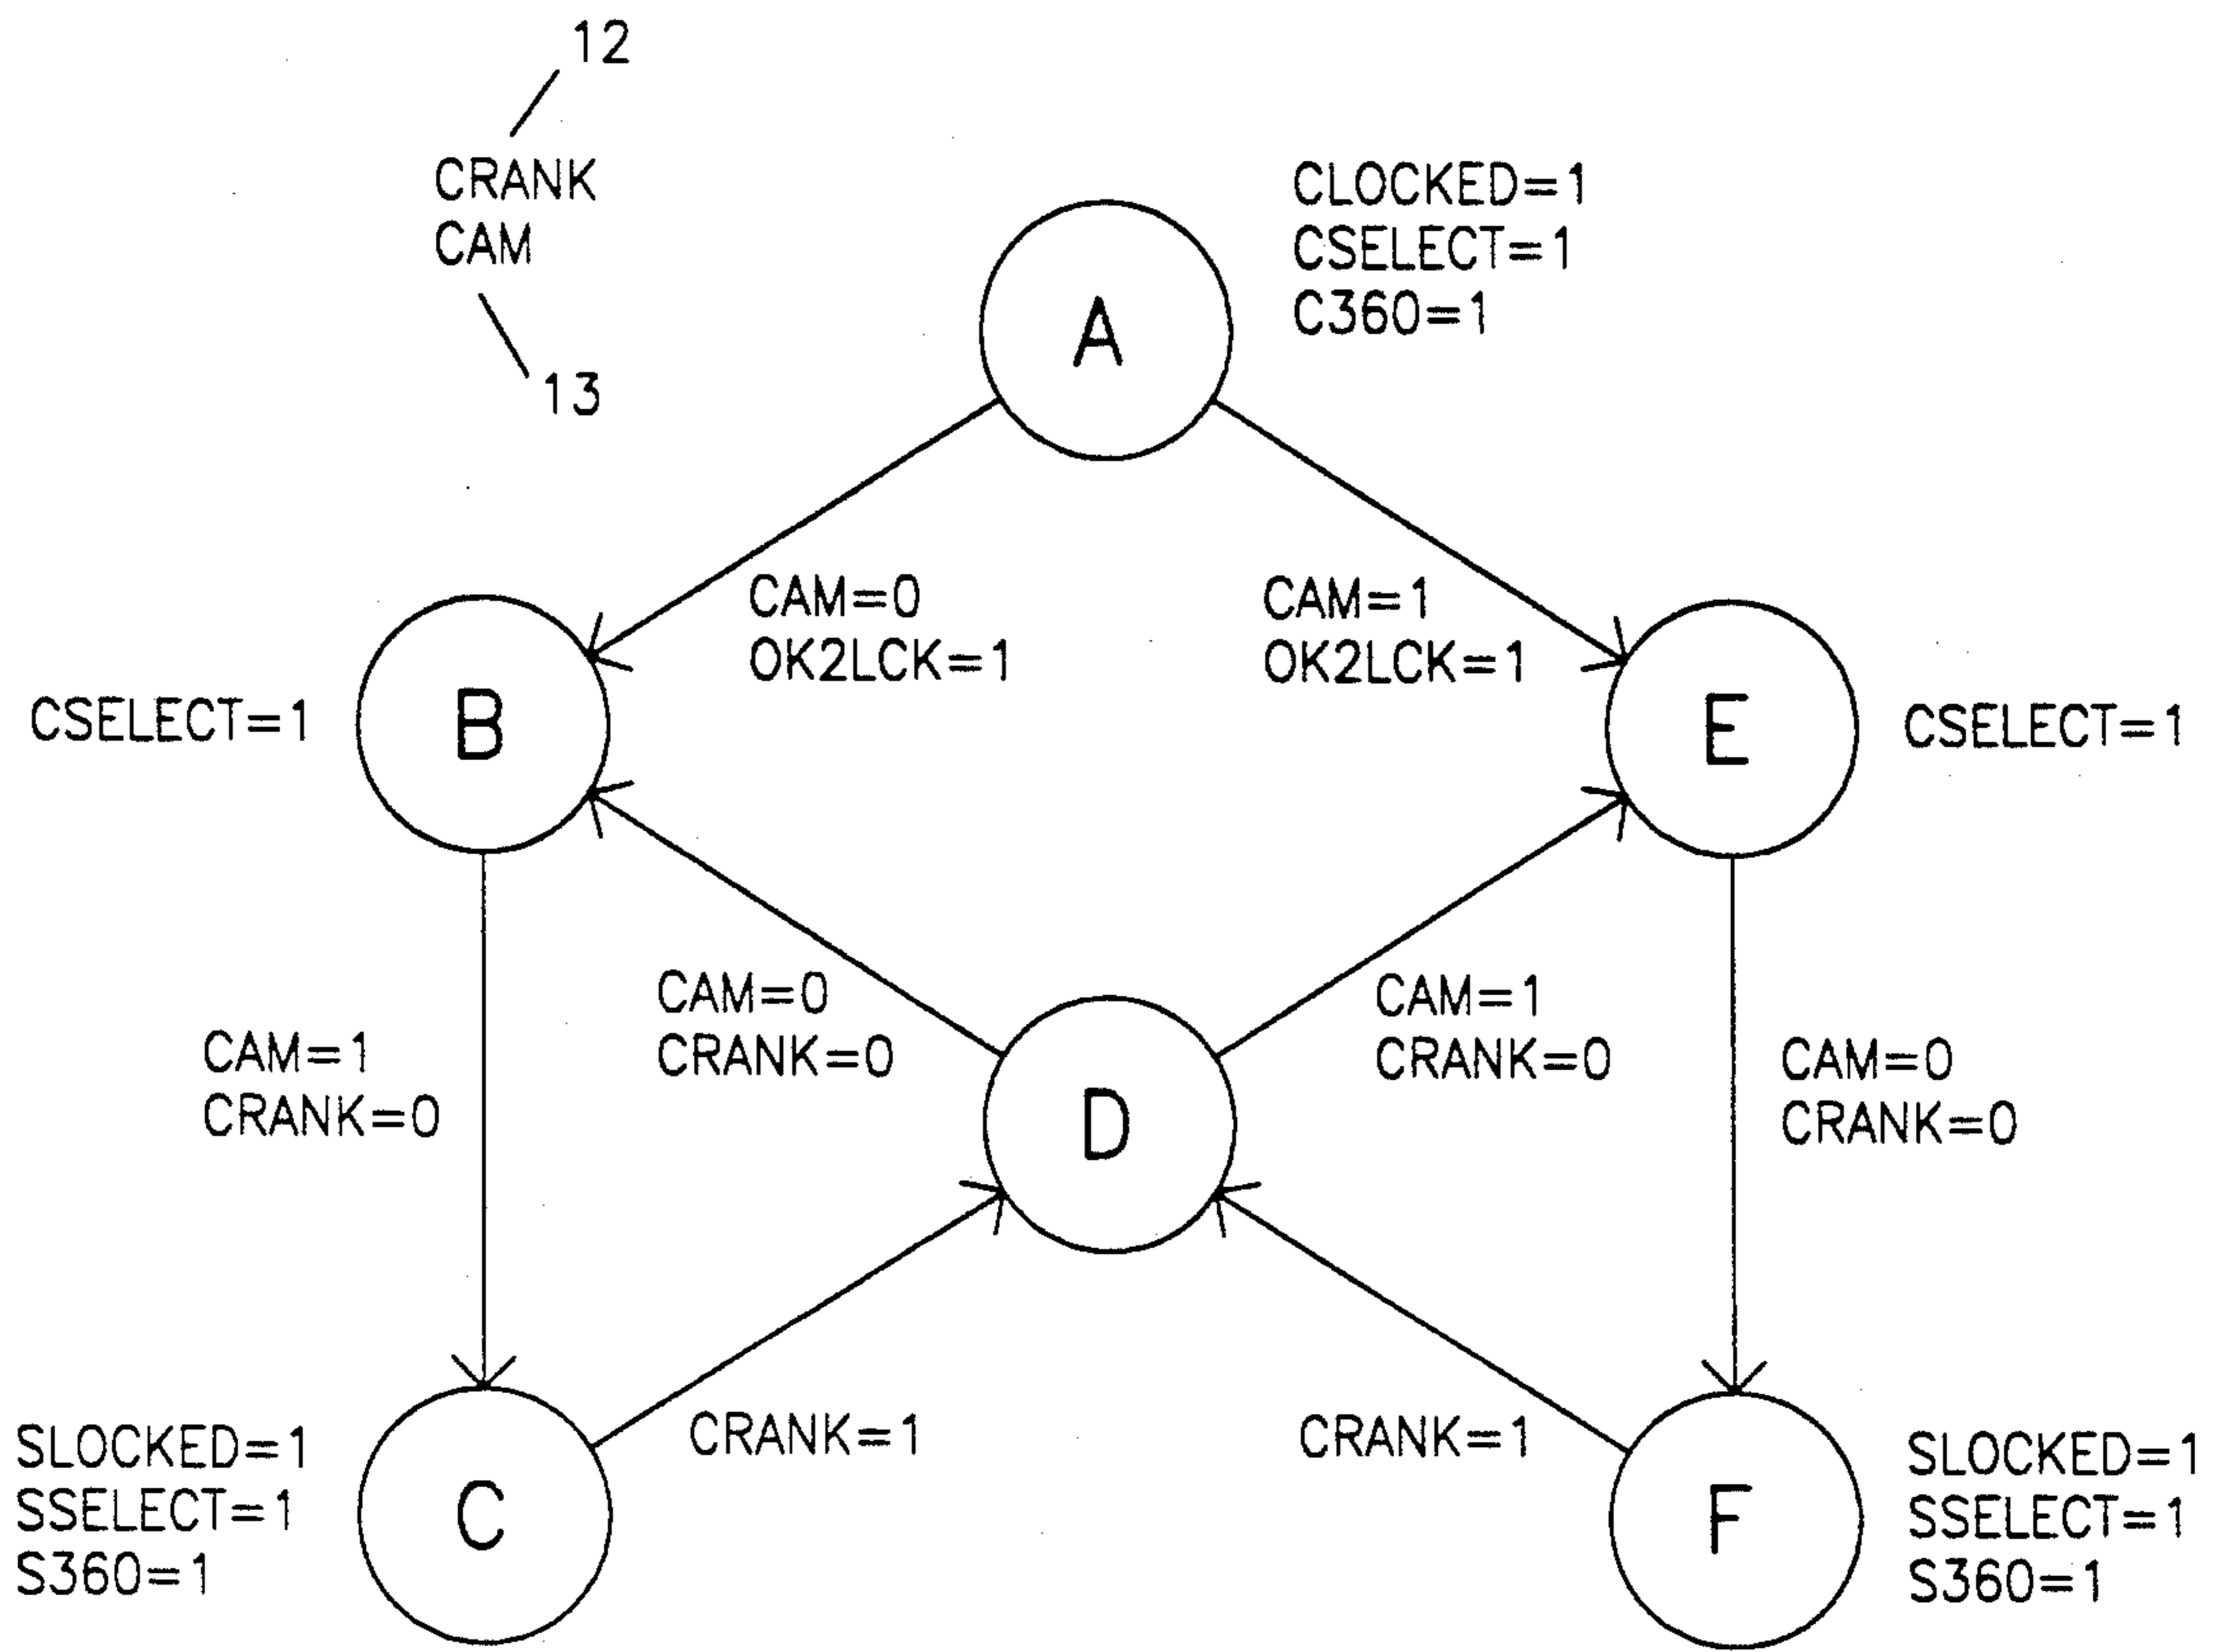 12
CRANK
CAM
13
CLOCKED=1
CSELECT=1
C360=1
A
CAM=0
OK2LCK=1
CAM=1
OK2LCK=1
CSELECT=1
B
E
CSELECT=1
CAM=1
CRANK=0
CAM=0
CRANK=0
D
CAM=1
CRANK=0
CAM=0
CRANK=0
SLOCKED=1
SSELECT=1
S360=1
C
CRANK=1
CRANK=1
F
SLOCKED=1
SSELECT=1
S360=1